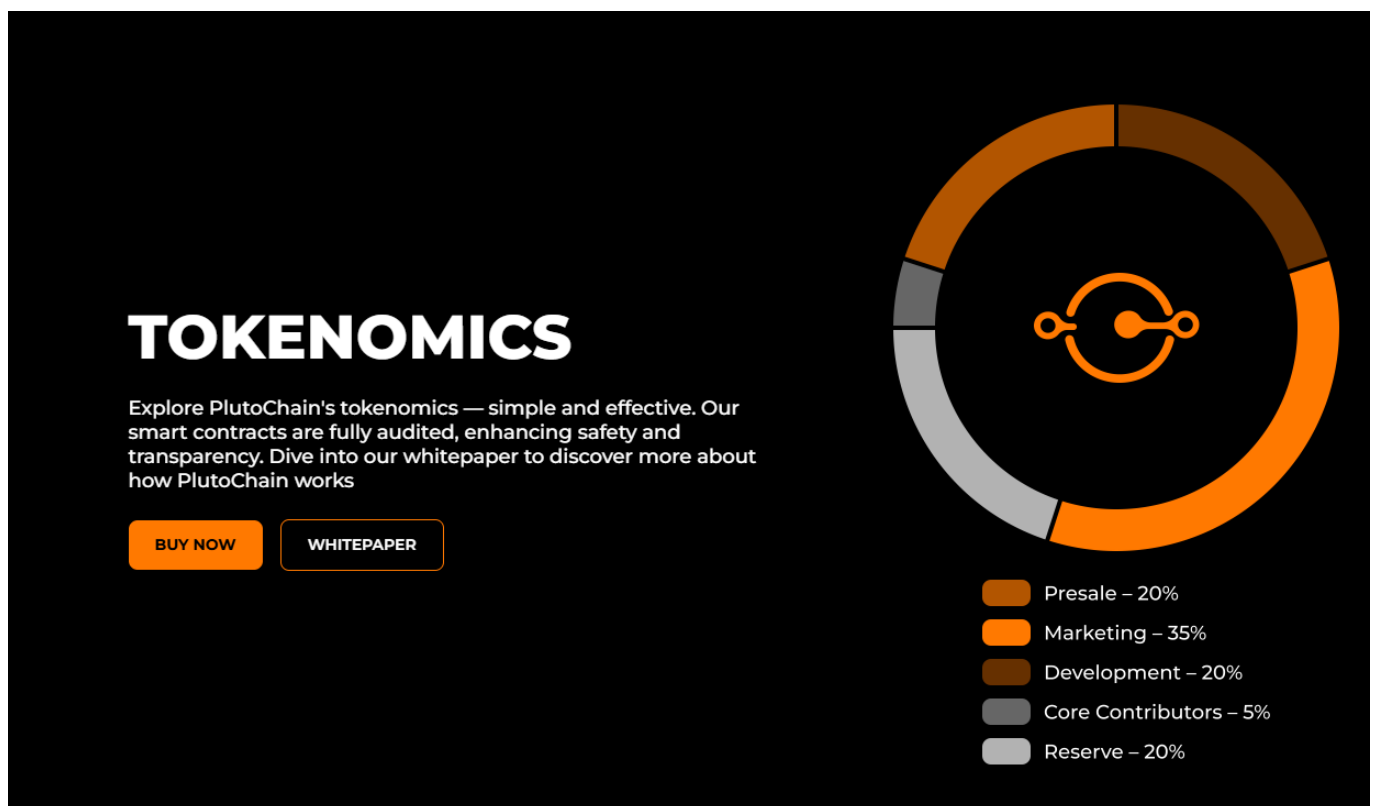 TOKENOMICS
Explore PlutoChain's tokenomics — simple and effective. Our
smart contracts are fully audited, enhancing safety and
transparency. Dive into our whitepaper to discover more about
how PlutoChain works
BUY NOW
WHITEPAPER
Presale – 20%
Marketing – 35%
Development – 20%
Core Contributors – 5%
Reserve – 20%